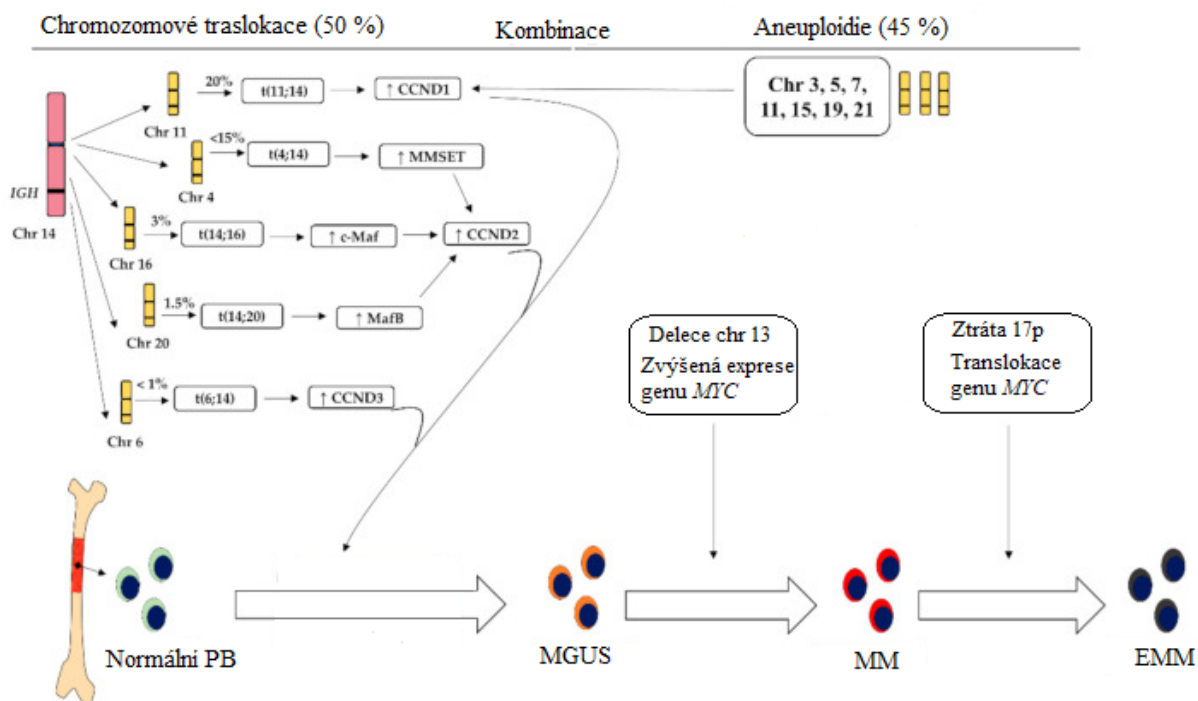 Chromozomové traslokace (50 %)
Kombinace
Aneuploidie (45 %)
IGH
Chr 14
Chr 11
20%
t(11;14)
↑ CCND1
Chr 3, 5, 7,
11, 15, 19, 21
Chr 4
<15%
t(4;14)
↑ MMSET
Chr 16
3%
t(14;16)
↑ c-Maf
↑ CCND2
Chr 20
1.5%
t(14;20)
↑ MafB
Chr 6
< 1%
t(6;14)
↑ CCND3
Delece chr 13
Zvýšená exprese
genu MYC
Ztráta 17p
Translokace
genu MYC
Normální PB
MGUS
MM
EMM